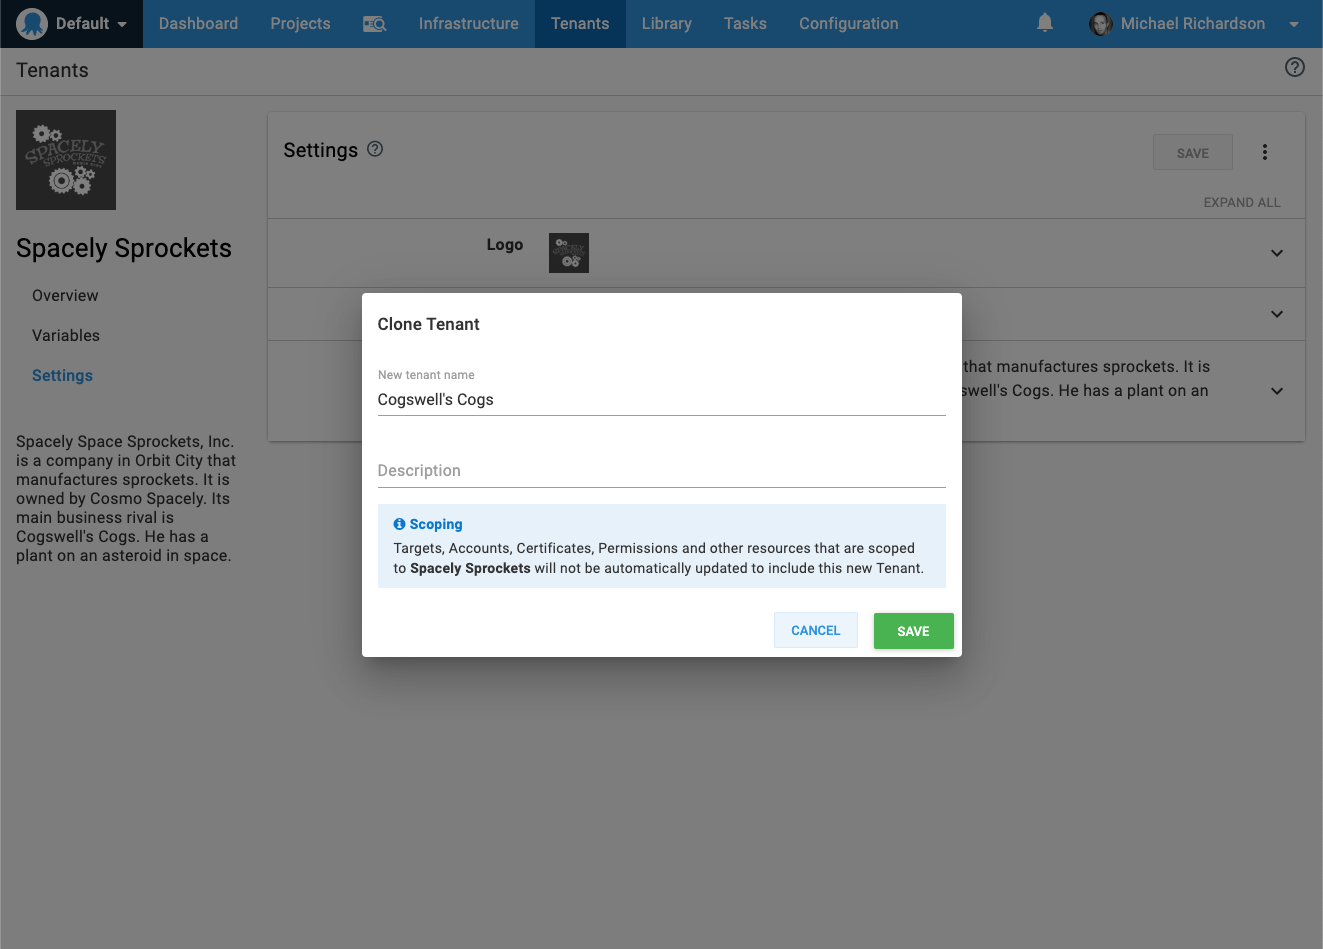 Default
Dashboard
Projects
Infrastructure
Tenants
Library
Tasks
Configuration
Michael Richardson
Tenants
SPACELY
SPROCKETS
Spacely Sprockets
Overview
Variables
Settings
Spacely Space Sprockets, Inc.
is a company in Orbit City that
manufactures sprockets. It is
owned by Cosmo Spacely. Its
main business rival is
Cogswell's Cogs. He has a
plant on an asteroid in space.
Settings
SAVE
EXPAND ALL
Logo
that manufactures sprockets. It is
swell's Cogs. He has a plant on an
Clone Tenant
New tenant name
Cogswell's Cogs
Description
Scoping
Targets, Accounts, Certificates, Permissions and other resources that are scoped
to Spacely Sprockets will not be automatically updated to include this new Tenant.
CANCEL
SAVE